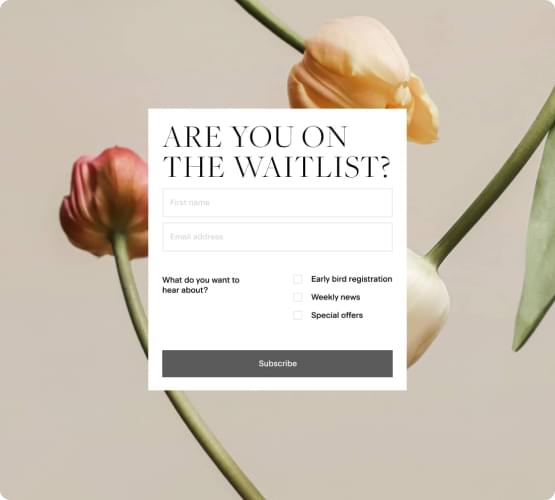 ARE YOU ON
THE WAITLIST?
First name
Email address
What do you want to
hear about?
Early bird registration
Weekly news
Special offers
Subscribe